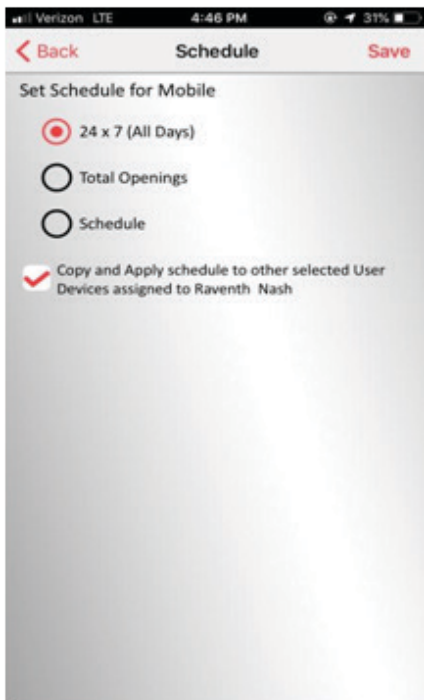 Verizon LTE 4:46 PM 31%
Back Schedule Save
Set Schedule for Mobile
24 x 7 (All Days)
Total Openings
Schedule
Copy and Apply schedule to other selected User
Devices assigned to Raventh Nash